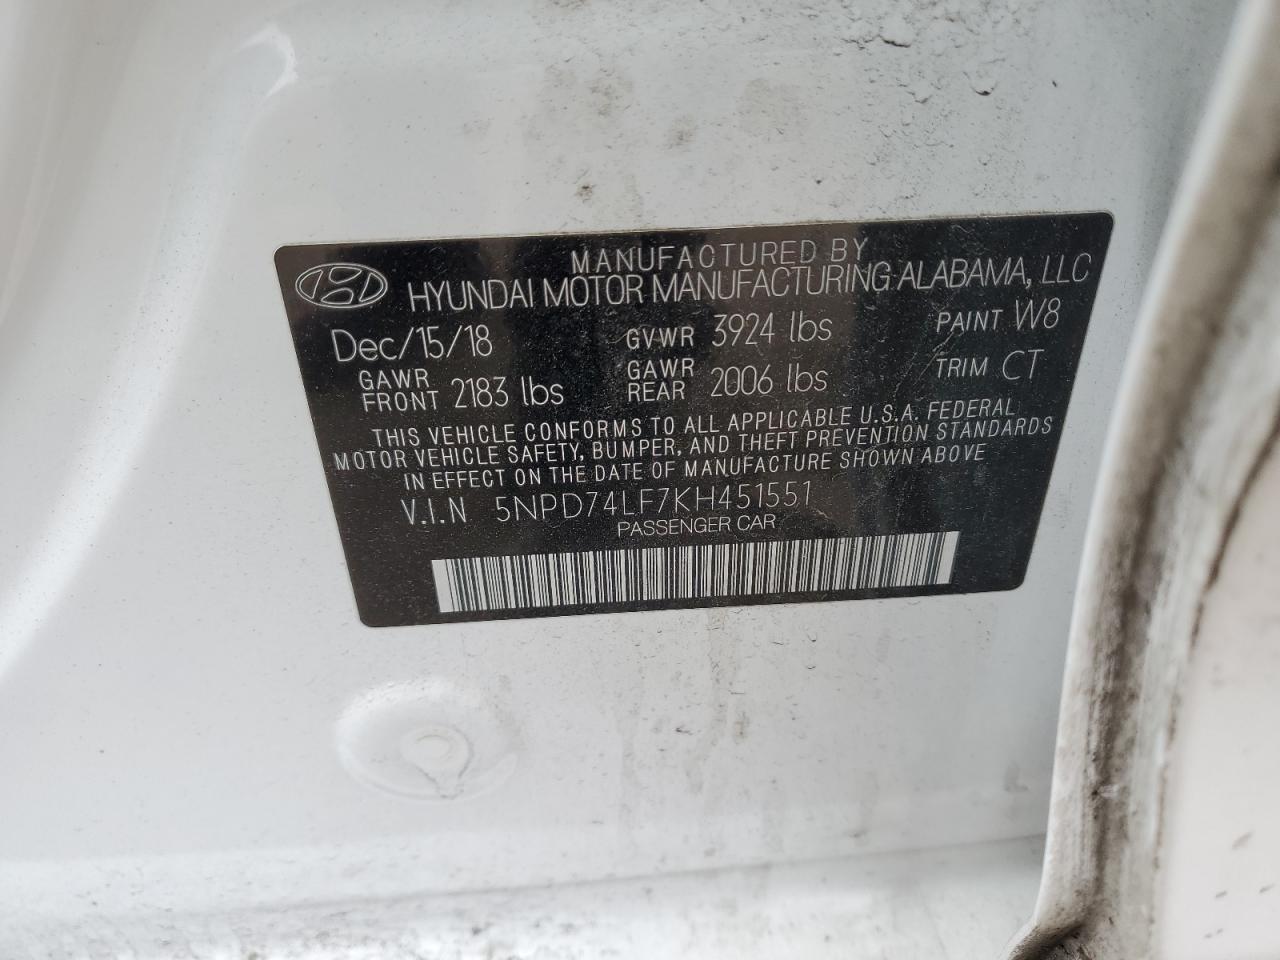 MANUFACTURED BY
HYUNDAI MOTOR MANUFACTURING ALABAMA, LLC
Dec/15/18 GVWR 3924 lbs PAINT W8
GAWR FRONT 2183 lbs GAWR REAR 2006 lbs TRIM CT
THIS VEHICLE CONFORMS TO ALL APPLICABLE U.S.A. FEDERAL
MOTOR VEHICLE SAFETY, BUMPER, AND THEFT PREVENTION STANDARDS
IN EFFECT ON THE DATE OF MANUFACTURE SHOWN ABOVE
V.I.N 5NPD74LF7KH451551
PASSENGER CAR